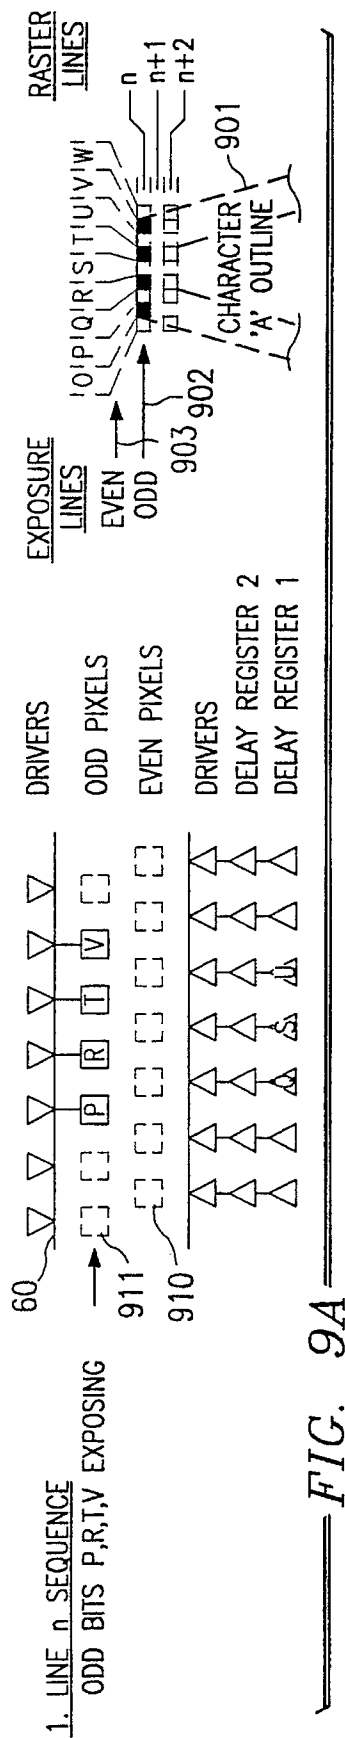 1. LINE n SEQUENCE
ODD BITS P,R,T,V EXPOSING
60
911
910
P R T V
Q S U
DRIVERS
ODD PIXELS
EVEN PIXELS
DRIVERS
DELAY REGISTER 2
DELAY REGISTER 1
EXPOSURE
LINES
EVEN
ODD
903
902
O P Q R S T U V W
RASTER
LINES
n
n+1
n+2
901
CHARACTER
'A' OUTLINE
FIG. 9A